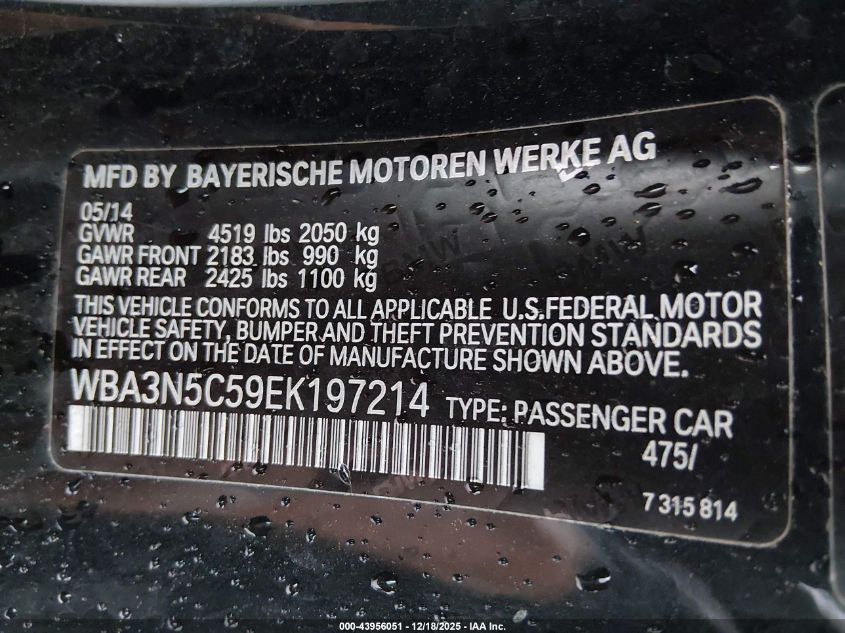 MFD BY BAYERISCHE MOTOREN WERKE AG
05/14
GVWR 4519 lbs 2050 kg
GAWR FRONT 2183 lbs 990 kg
GAWR REAR 2425 lbs 1100 kg
THIS VEHICLE CONFORMS TO ALL APPLICABLE U.S.FEDERAL MOTOR
VEHICLE SAFETY, BUMPER AND THEFT PREVENTION STANDARDS
IN EFFECT ON THE DATE OF MANUFACTURE SHOWN ABOVE.
WBA3N5C59EK197214 TYPE: PASSENGER CAR
475/
7 315 814
000-43956051 - 12/18/2025 - IAA Inc.